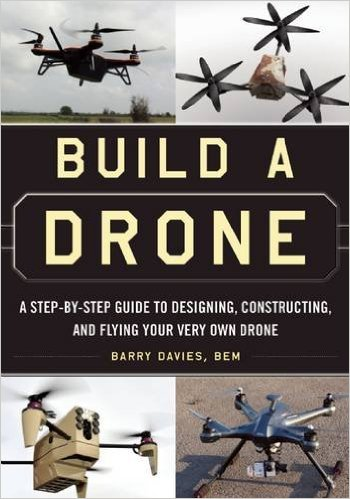 BUILD A
DRONE
A STEP-BY-STEP GUIDE TO DESIGNING, CONSTRUCTING,
AND FLYING YOUR VERY OWN DRONE
BARRY DAVIES, BEM